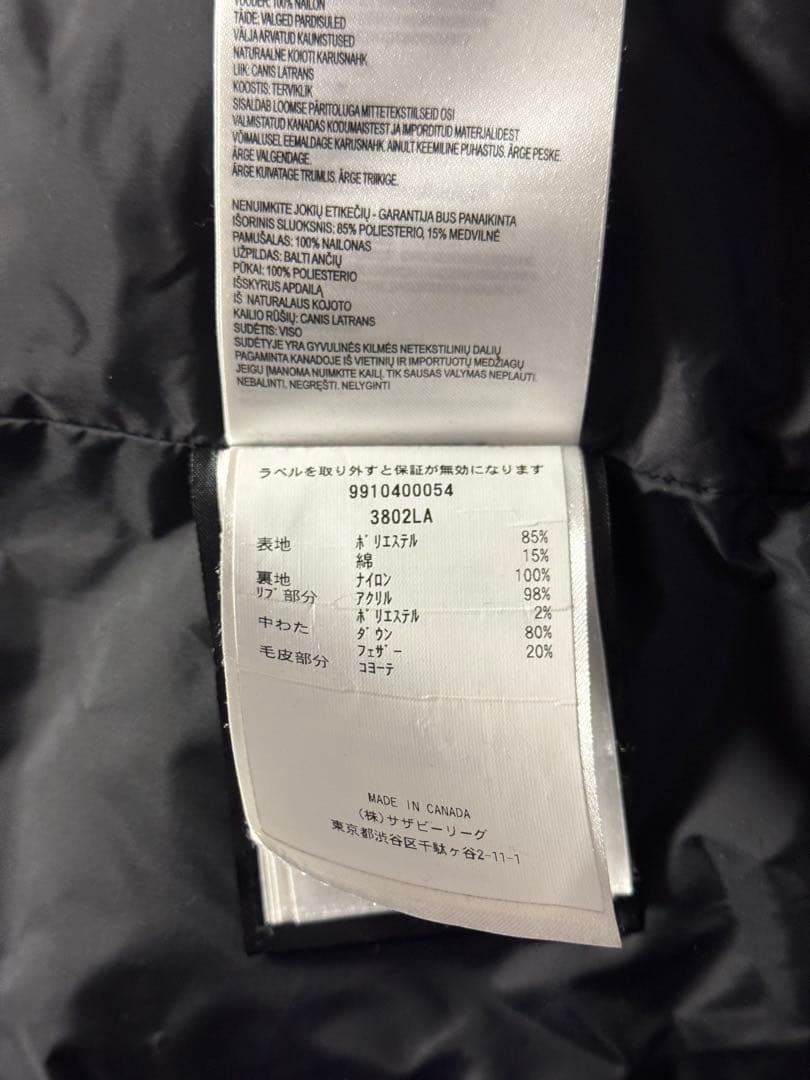 VOODER: 100% NAILON
TÄIDE: VALGED PARDISULED
VÄLJAARVATUD KAUNISTUSED
NATURAALNE KOIOTI KARUSNAHK
LIIK: CANIS LATRANS
KOOSTIS: TERVIKLIK
SISALDAB LOOMSE PÄRITOLUGA MITTETEKSTIILSEID OSI
VALMISTATUD KANADAS KODUMAISTEST JA IMPORDITUD MATERJALIDEST
VÕIMALUSEL EEMALDAGE KARUSNAHK. AINULT KEEMILINE PUHASTUS. ÄRGE PESKE.
ÄRGE VALGENDAGE.
ÄRGE KUIVATAGE TRUMLIS. ÄRGE TRIIKIGE.
NENUIMKITE JOKIŲ ETIKEČIŲ - GARANTIJA BUS PANAIKINTA
IŠORINIS SLUOKSNIS: 85% POLIESTERIO, 15% MEDVILNĖ
PAMUŠALAS: 100% NAILONAS
UŽPILDAS: BALTI ANČIŲ
PŪKAI: 100% POLIESTERIO
IŠSKYRUS APDAILĄ
IŠ NATURALAUS KOJOTO
KAILIO RŪŠIŲ: CANIS LATRANS
SUDĖTIS: VISO
SUDĖTYJE YRA GYVULINĖS KILMĖS NETEKSTILINIŲ DALIŲ
PAGAMINTA KANADOJE IŠ VIETINIŲ IR IMPORTUOTŲ MEDŽIAGŲ
JEIGU ĮMANOMA NUIMKITE KAILĮ. TIK SAUSAS VALYMAS NEPLAUTI.
NEBALINTI. NEGRĘŠTI. NELYGINTI
ラベルを取り外すと保証が無効になります
9910400054
3802LA
表地 ﾎﾟﾘｴｽﾃﾙ 85%
綿 15%
裏地 ﾅｲﾛﾝ 100%
ﾘﾌﾞ部分 ｱｸﾘﾙ 98%
ﾎﾟﾘｴｽﾃﾙ 2%
中わた ﾀﾞｳﾝ 80%
ﾌｪｻﾞｰ 20%
毛皮部分 ｺﾖｰﾃ
MADE IN CANADA
(株)サザビーリーグ
東京都渋谷区千駄ヶ谷2-11-1